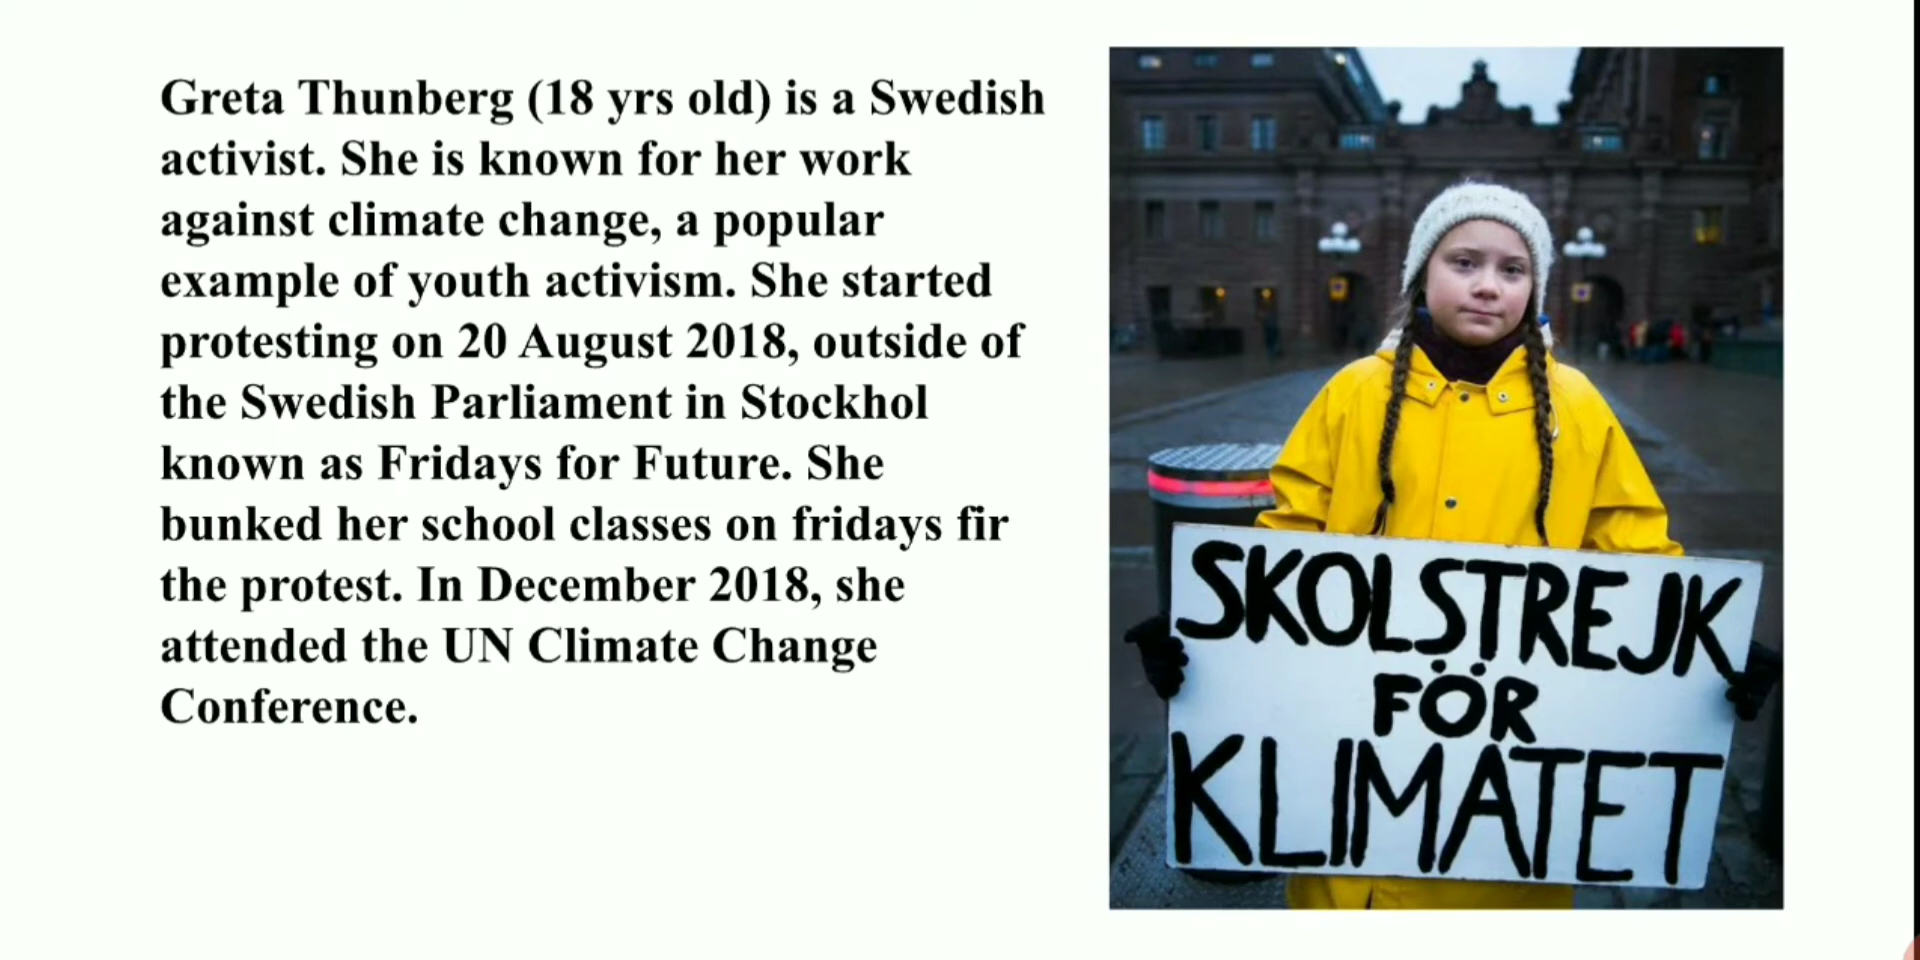 Greta Thunberg (18 yrs old) is a Swedish
activist. She is known for her work
against climate change, a popular
example of youth activism. She started
protesting on 20 August 2018, outside of
the Swedish Parliament in Stockhol
known as Fridays for Future. She
bunked her school classes on fridays fir
the protest. In December 2018, she
attended the UN Climate Change
Conference.
SKOLSTREJK
FÖR
KLIMATET